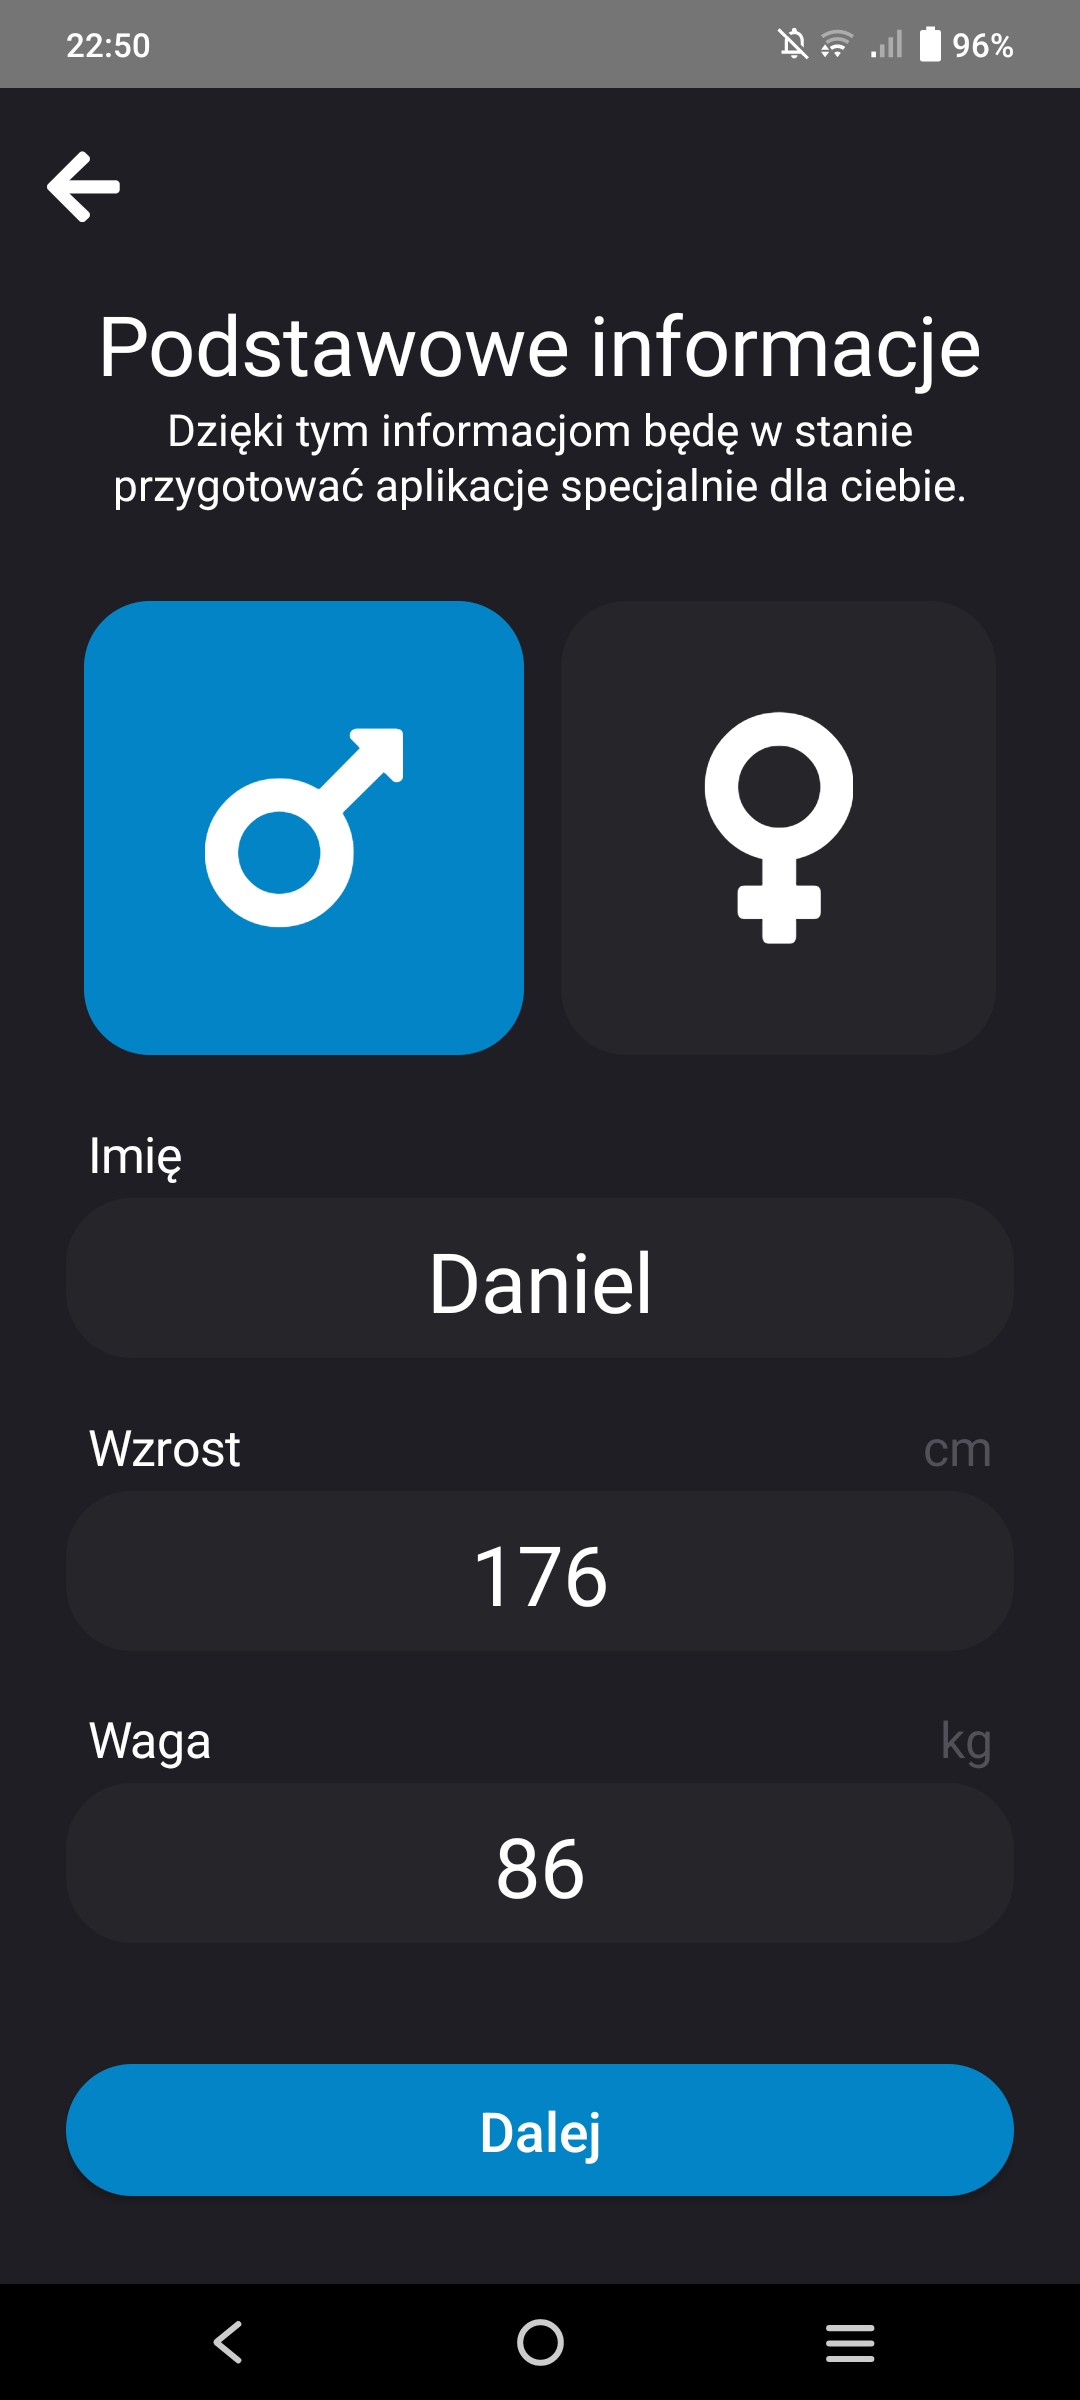 22:50
96%
Podstawowe informacje
Dzięki tym informacjom będę w stanie
przygotować aplikacje specjalnie dla ciebie.
Imię
Daniel
Wzrost cm
176
Waga kg
86
Dalej